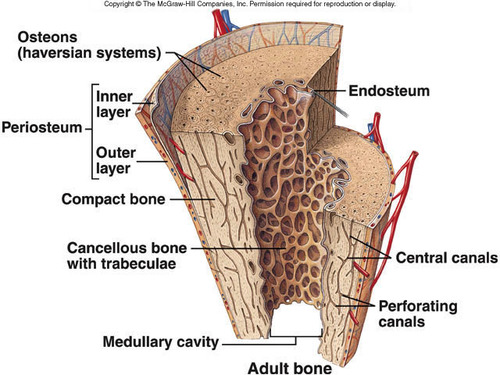 Copyright © The McGraw-Hill Companies, Inc. Permission required for reproduction or display.
Osteons
(haversian systems)
Inner
layer
Periosteum
Outer
layer
Compact bone
Cancellous bone
with trabeculae
Medullary cavity
Endosteum
Central canals
Perforating
canals
Adult bone